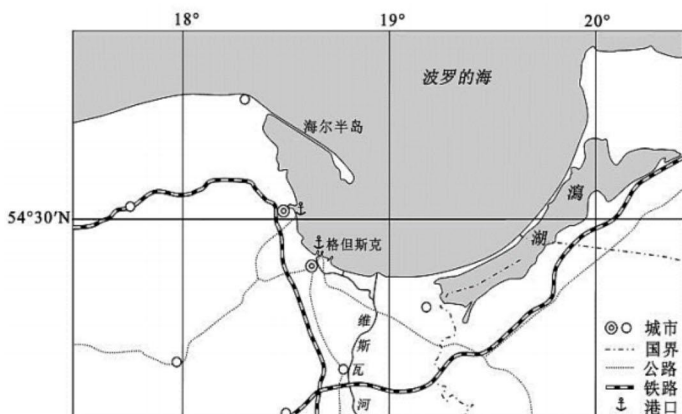 18° 19° 20°
波罗的海
海尔半岛
54°30′N
潟
湖
格但斯克
维
斯
瓦
河
城市
国界
公路
铁路
港口